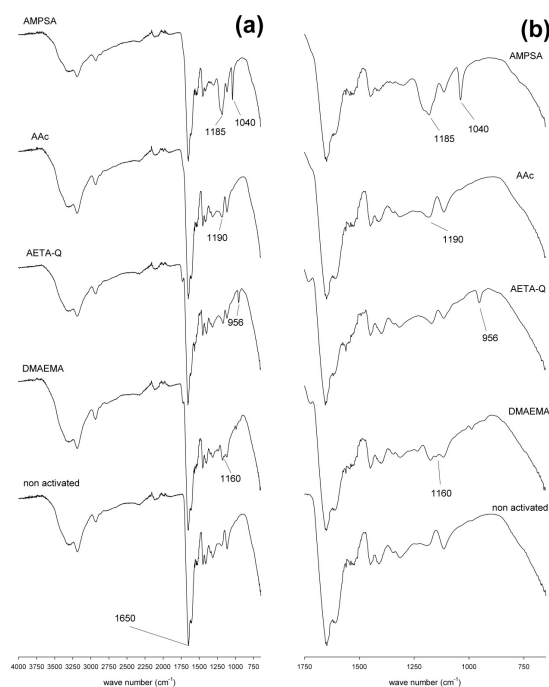 (a)
AMPSA
1185
1040
AAc
1190
AETA-Q
956
DMAEMA
1160
non activated
1650
4000 3750 3500 3250 3000 2750 2500 2250 2000 1750 1500 1250 1000 750
wave number (cm⁻¹)
(b)
AMPSA
1185
1040
AAc
1190
AETA-Q
956
DMAEMA
1160
non activated
1750 1500 1250 1000 750
wave number (cm⁻¹)